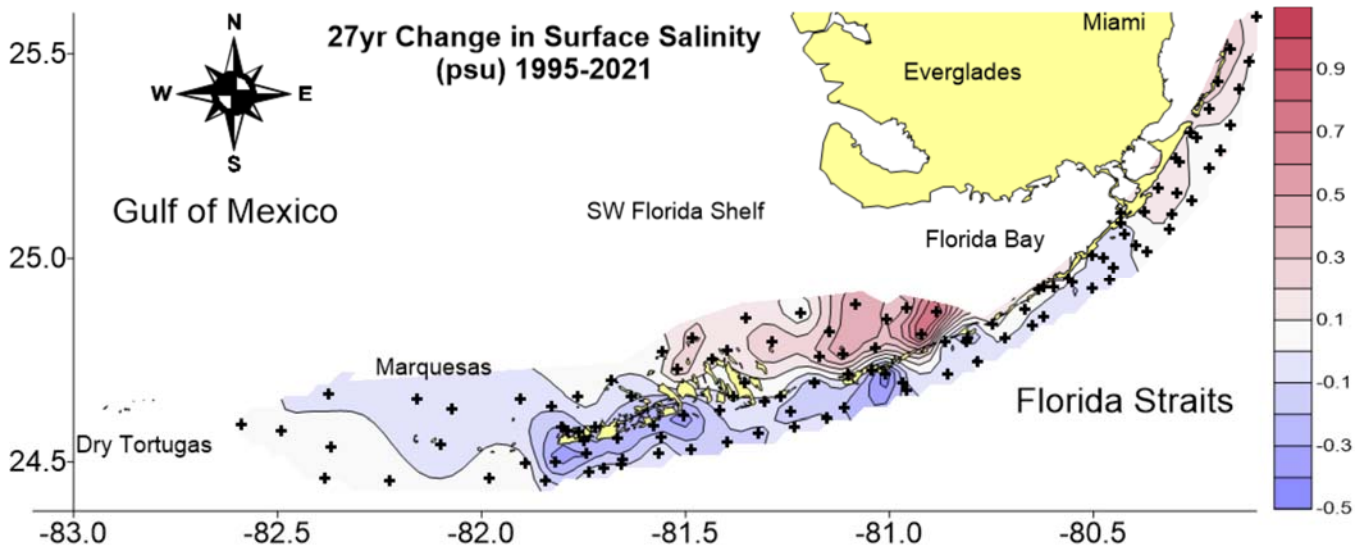 N
W E
S
27yr Change in Surface Salinity
(psu) 1995-2021
Miami
Everglades
Gulf of Mexico
SW Florida Shelf
Florida Bay
Marquesas
Florida Straits
Dry Tortugas
25.5
25.0
24.5
-83.0 -82.5 -82.0 -81.5 -81.0 -80.5
0.9
0.7
0.5
0.3
0.1
-0.1
-0.3
-0.5